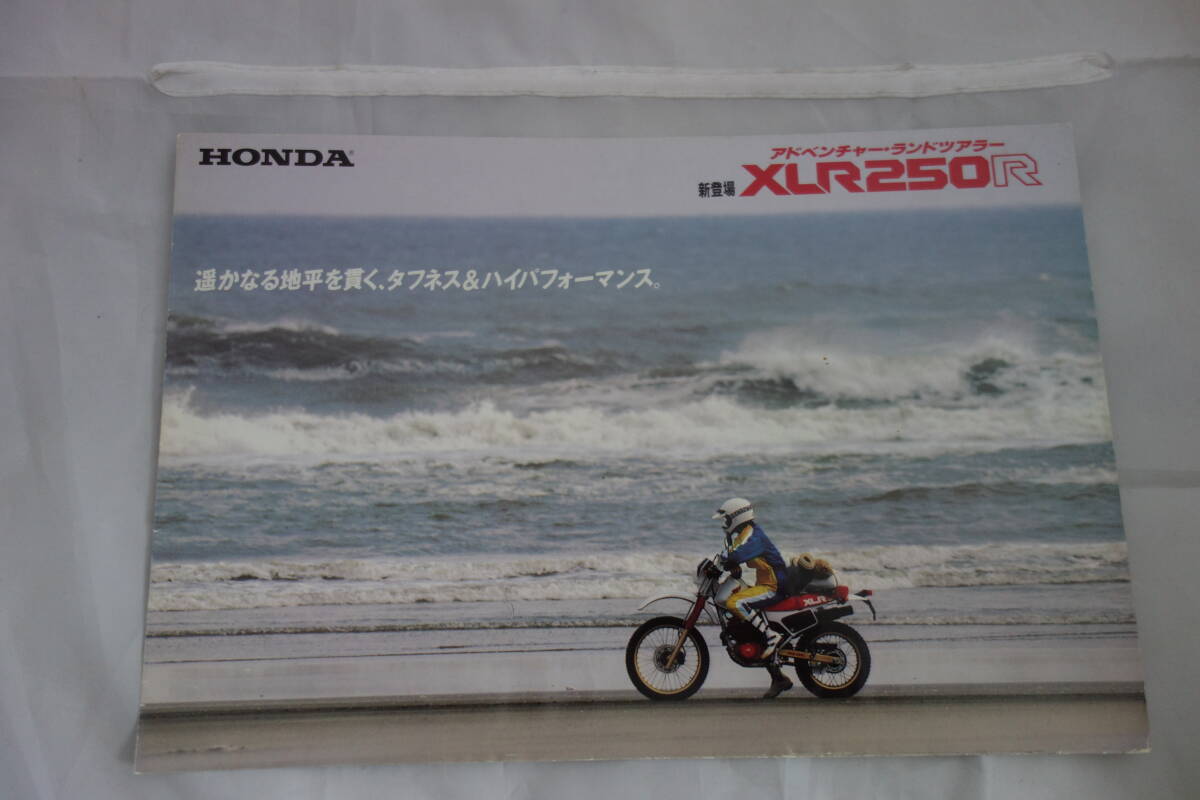 HONDA
アドベンチャー・ランドツアラー
新登場 XLR250R
遥かなる地平を貫く、タフネス&ハイパフォーマンス。
XLR